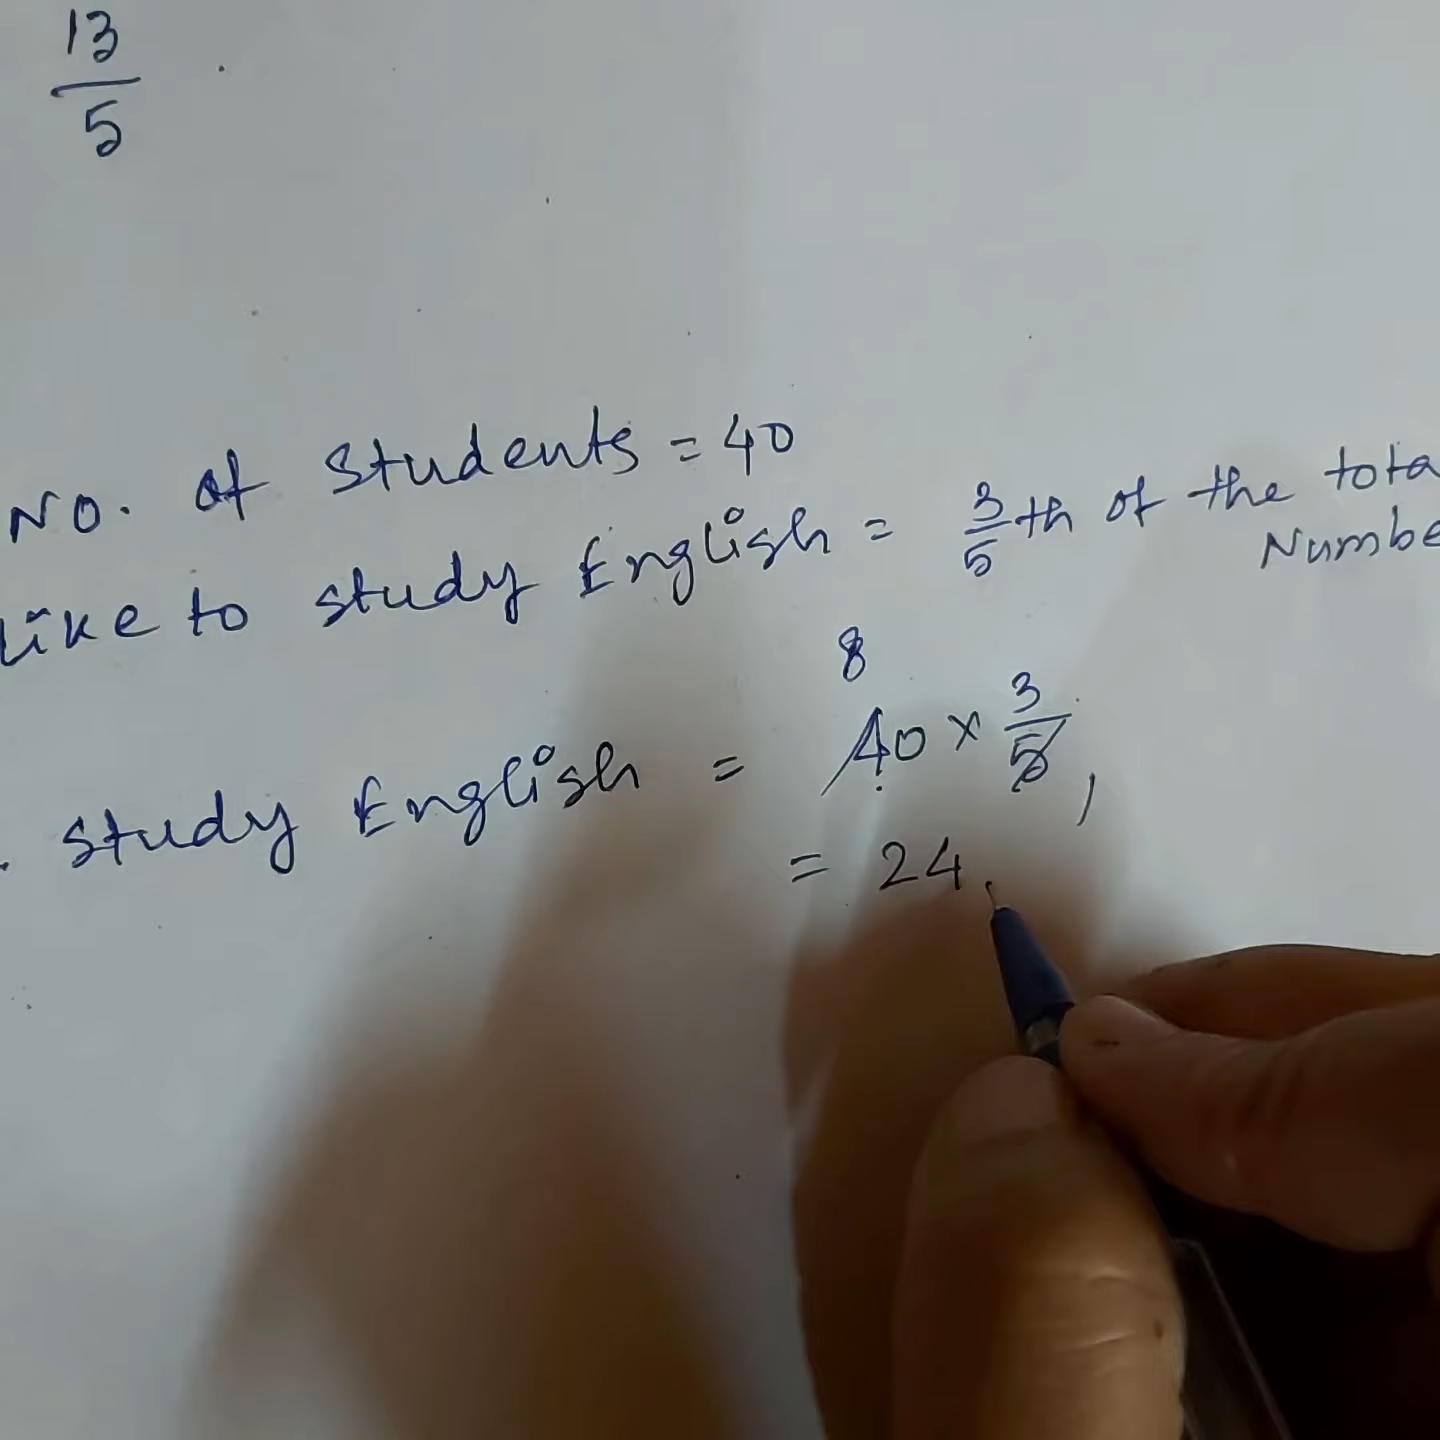 13
5
No. of students = 40
like to study English = 3/5 th of the tota
Numbe
8
. study English = 40 × 3/5,
= 24.